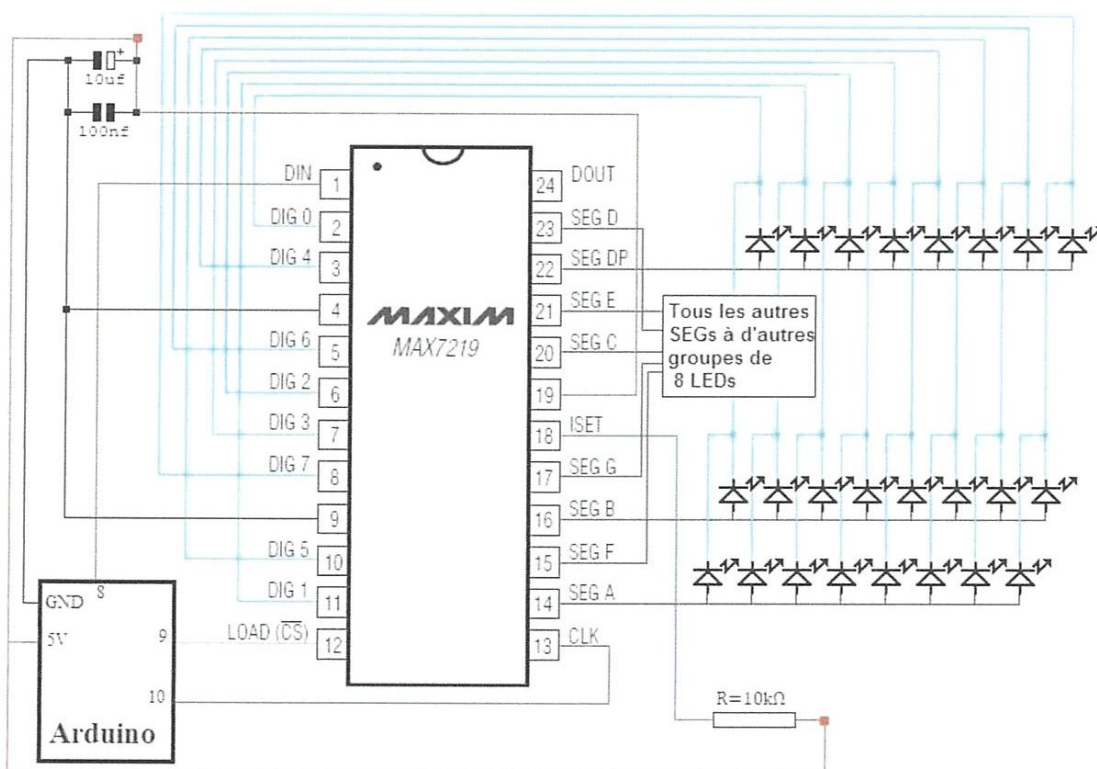 10uf
+
100nf
DIN
1
DIG 0
2
DIG 4
3
4
DIG 6
5
DIG 2
6
DIG 3
7
DIG 7
8
9
DIG 5
10
DIG 1
11
LOAD (CS)
12
MAXIM
MAX7219
24
DOUT
23
SEG D
22
SEG DP
21
SEG E
20
SEG C
19
18
ISET
17
SEG G
16
SEG B
15
SEG F
14
SEG A
13
CLK
Tous les autres
SEGs à d'autres
groupes de
8 LEDs
R=10kΩ
8
GND
5V
9
10
Arduino